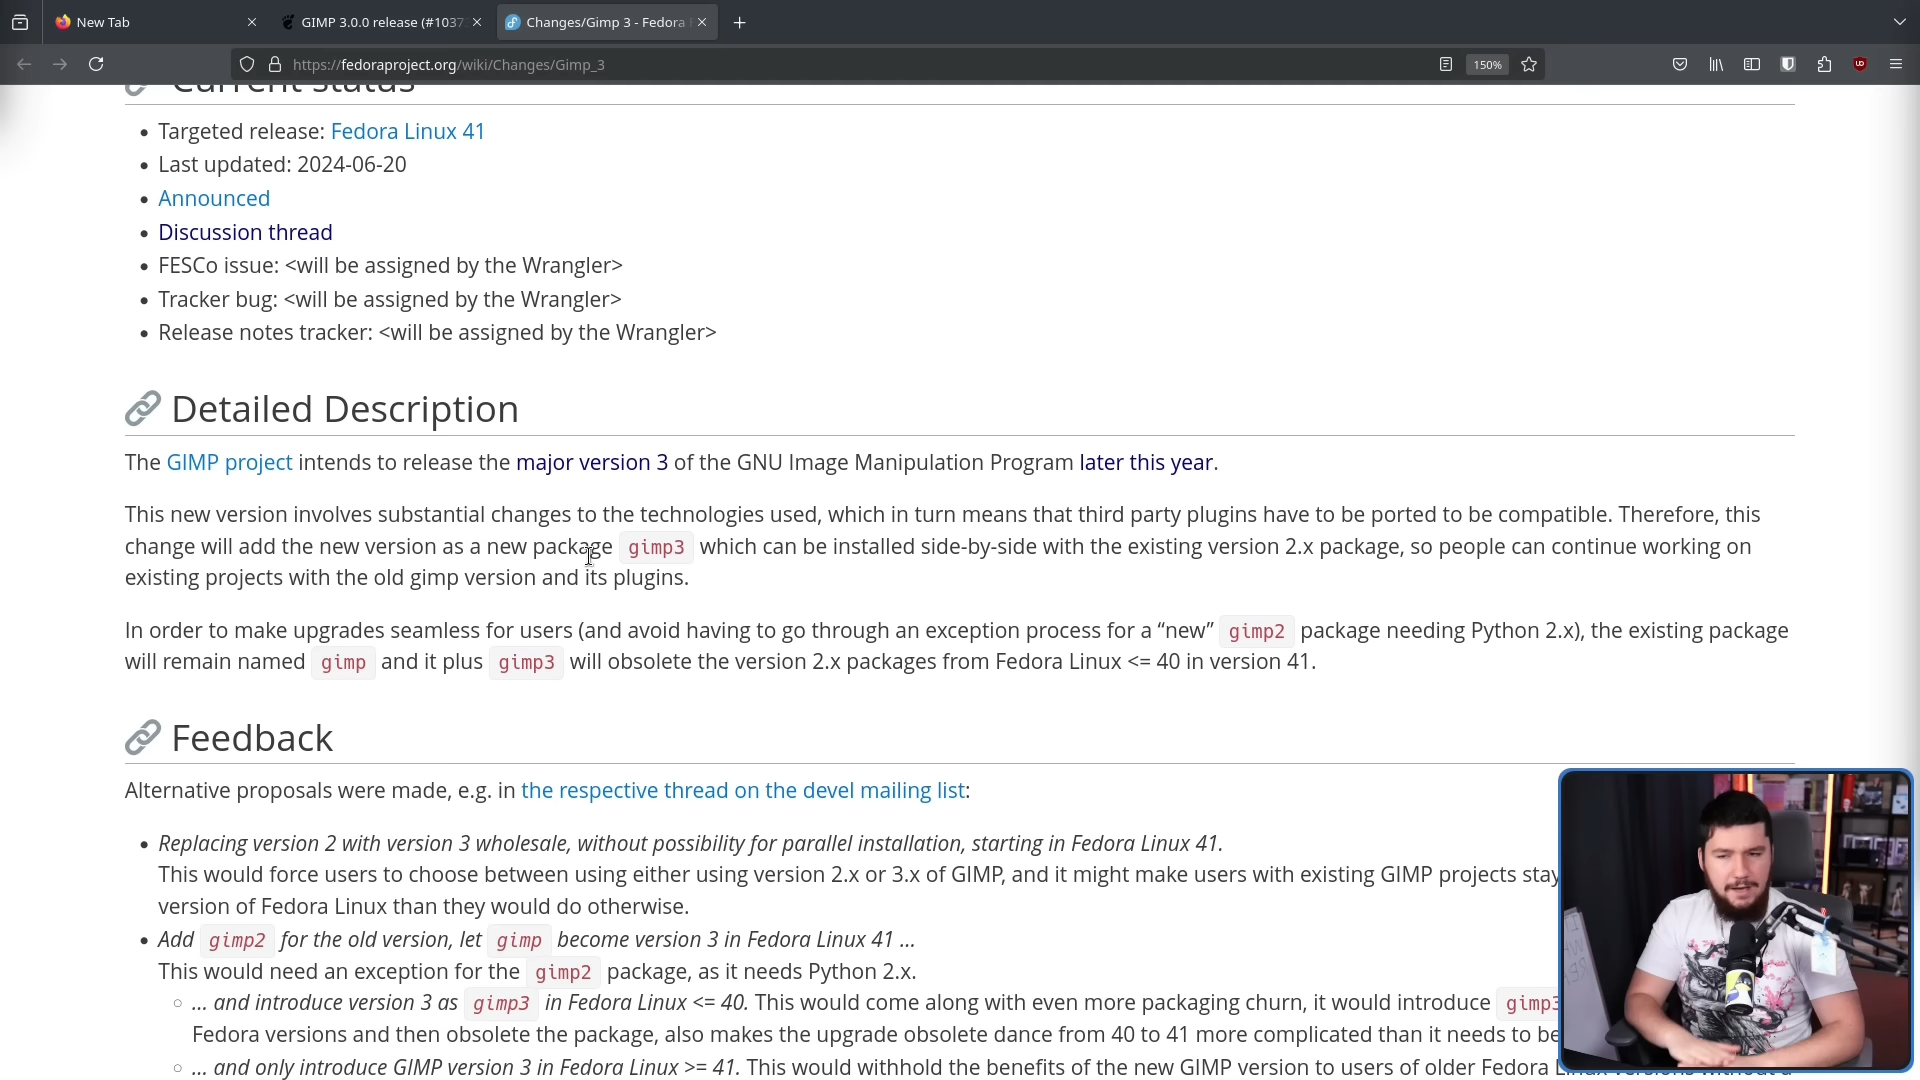 New Tab
GIMP 3.0.0 release (#1037
Changes/Gimp 3 - Fedora
https://fedoraproject.org/wiki/Changes/Gimp_3
150%
Current status
Targeted release: Fedora Linux 41
Last updated: 2024-06-20
Announced
Discussion thread
FESCo issue: <will be assigned by the Wrangler>
Tracker bug: <will be assigned by the Wrangler>
Release notes tracker: <will be assigned by the Wrangler>
Detailed Description
The GIMP project intends to release the major version 3 of the GNU Image Manipulation Program later this year.
This new version involves substantial changes to the technologies used, which in turn means that third party plugins have to be ported to be compatible. Therefore, this
change will add the new version as a new package gimp3 which can be installed side-by-side with the existing version 2.x package, so people can continue working on
existing projects with the old gimp version and its plugins.
In order to make upgrades seamless for users (and avoid having to go through an exception process for a “new” gimp2 package needing Python 2.x), the existing package
will remain named gimp and it plus gimp3 will obsolete the version 2.x packages from Fedora Linux <= 40 in version 41.
Feedback
Alternative proposals were made, e.g. in the respective thread on the devel mailing list:
Replacing version 2 with version 3 wholesale, without possibility for parallel installation, starting in Fedora Linux 41.
This would force users to choose between using either using version 2.x or 3.x of GIMP, and it might make users with existing GIMP projects stay
version of Fedora Linux than they would do otherwise.
Add gimp2 for the old version, let gimp become version 3 in Fedora Linux 41 ...
This would need an exception for the gimp2 package, as it needs Python 2.x.
... and introduce version 3 as gimp3 in Fedora Linux <= 40. This would come along with even more packaging churn, it would introduce gimp3
Fedora versions and then obsolete the package, also makes the upgrade obsolete dance from 40 to 41 more complicated than it needs to be
... and only introduce GIMP version 3 in Fedora Linux >= 41. This would withhold the benefits of the new GIMP version to users of older Fedora